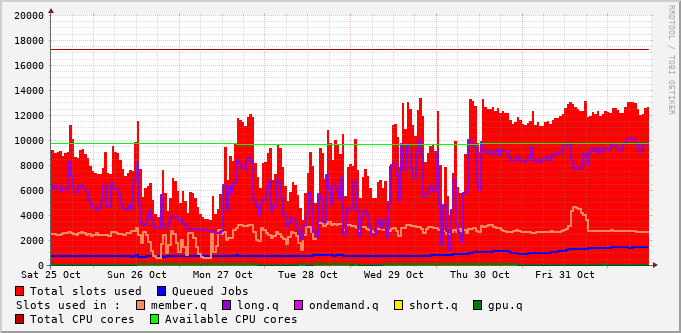 RRDTOOL / TOBI OETIKER
20000
18000
16000
14000
12000
10000
8000
6000
4000
2000
0
Sat 25 Oct Sun 26 Oct Mon 27 Oct Tue 28 Oct Wed 29 Oct Thu 30 Oct Fri 31 Oct
Total slots used Queued Jobs
Slots used in : member.q long.q ondemand.q short.q gpu.q
Total CPU cores Available CPU cores